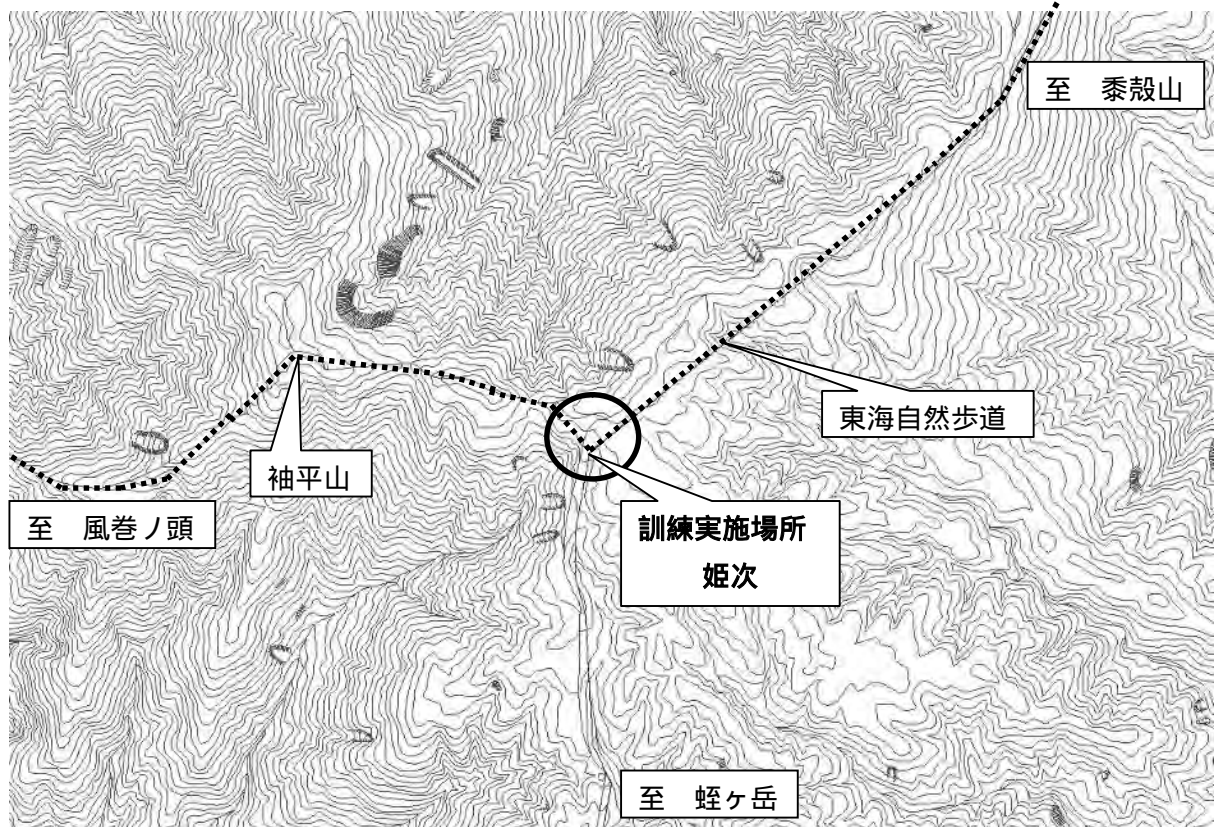 至 黍殻山
東海自然歩道
袖平山
至 風巻ノ頭
訓練実施場所
姫次
至 蛭ヶ岳